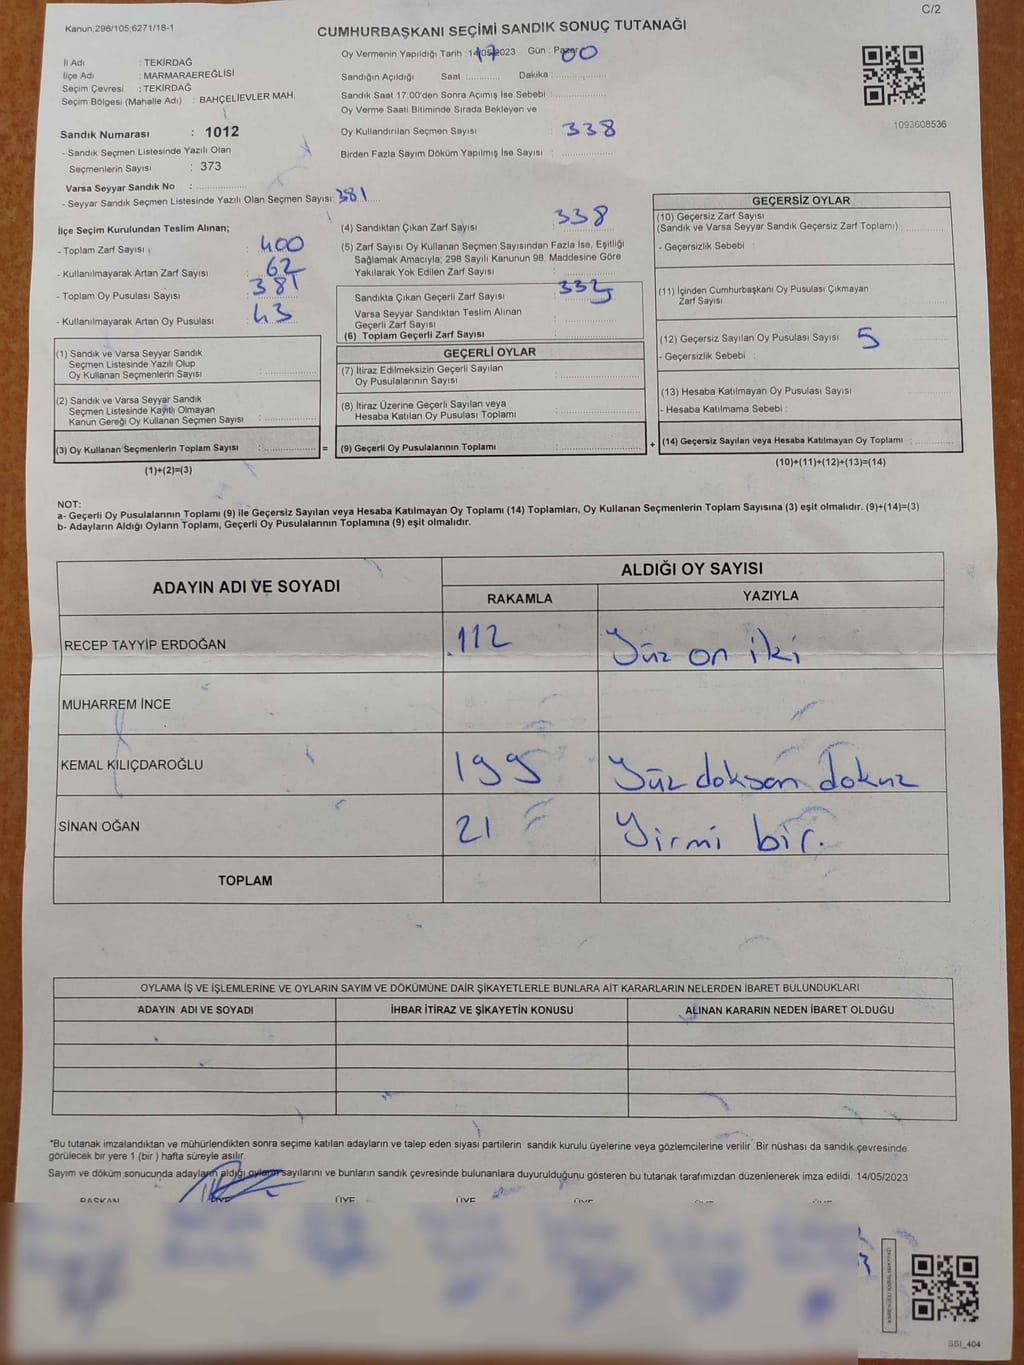 Kanun:298/105;6271/18-1
C/2
CUMHURBAŞKANI SEÇİMİ SANDIK SONUÇ TUTANAĞI
İl Adı : TEKİRDAĞ
İlçe Adı : MARMARAEREĞLİSİ
Seçim Çevresi : TEKİRDAĞ
Seçim Bölgesi (Mahalle Adı) : BAHÇELİEVLER MAH.
Sandık Numarası : 1012
- Sandık Seçmen Listesinde Yazılı Olan
Seçmenlerin Sayısı : 373
Varsa Seyyar Sandık No :
- Seyyar Sandık Seçmen Listesinde Yazılı Olan Seçmen Sayısı: 381
Oy Vermenin Yapıldığı Tarih : 14/05/2023 Gün : Pazar
17 00
Sandığın Açıldığı Saat : Dakika :
Sandık Saat 17:00'den Sonra Açımış İse Sebebi :
Oy Verme Saati Bitiminde Sırada Bekleyen ve
Oy Kullandırılan Seçmen Sayısı : 338
Birden Fazla Sayım Döküm Yapılmış İse Sayısı :
1093608536
İlçe Seçim Kurulundan Teslim Alınan;
- Toplam Zarf Sayısı : 400
- Kullanılmayarak Artan Zarf Sayısı : 62
- Toplam Oy Pusulası Sayısı : 381
- Kullanılmayarak Artan Oy Pusulası : 43
(1) Sandık ve Varsa Seyyar Sandık
Seçmen Listesinde Yazılı Olup
Oy Kullanan Seçmenlerin Sayısı :
(2) Sandık ve Varsa Seyyar Sandık
Seçmen Listesinde Kayıtlı Olmayan
Kanun Gereği Oy Kullanan Seçmen Sayısı :
(3) Oy Kullanan Seçmenlerin Toplam Sayısı :
(1)+(2)=(3)
=
(4) Sandıktan Çıkan Zarf Sayısı : 338
(5) Zarf Sayısı Oy Kullanan Seçmen Sayısından Fazla İse, Eşitliği
Sağlamak Amacıyla; 298 Sayılı Kanunun 98. Maddesine Göre
Yakılarak Yok Edilen Zarf Sayısı :
Sandıkta Çıkan Geçerli Zarf Sayısı :
Varsa Seyyar Sandıktan Teslim Alınan
Geçerli Zarf Sayısı :
(6) Toplam Geçerli Zarf Sayısı :
GEÇERLİ OYLAR
(7) İtiraz Edilmeksizin Geçerli Sayılan
Oy Pusulalarının Sayısı :
(8) İtiraz Üzerine Geçerli Sayılan veya
Hesaba Katılan Oy Pusulası Toplamı :
(9) Geçerli Oy Pusulalarının Toplamı :
+
GEÇERSİZ OYLAR
(10) Geçersiz Zarf Sayısı
(Sandık ve Varsa Seyyar Sandık Geçersiz Zarf Toplamı) :
- Geçersizlik Sebebi :
(11) İçinden Cumhurbaşkanı Oy Pusulası Çıkmayan
Zarf Sayısı :
(12) Geçersiz Sayılan Oy Pusulası Sayısı : 5
- Geçersizlik Sebebi :
(13) Hesaba Katılmayan Oy Pusulası Sayısı :
- Hesaba Katılmama Sebebi :
(14) Geçersiz Sayılan veya Hesaba Katılmayan Oy Toplamı :
(10)+(11)+(12)+(13)=(14)
NOT:
a- Geçerli Oy Pusulalarının Toplamı (9) ile Geçersiz Sayılan veya Hesaba Katılmayan Oy Toplamı (14) Toplamları, Oy Kullanan Seçmenlerin Toplam Sayısına (3) eşit olmalıdır. (9)+(14)=(3)
b- Adayların Aldığı Oyların Toplamı, Geçerli Oy Pusulalarının Toplamına (9) eşit olmalıdır.
ADAYIN ADI VE SOYADI
ALDIĞI OY SAYISI
RAKAMLA YAZIYLA
RECEP TAYYİP ERDOĞAN 112 Yüz on iki
MUHARREM İNCE
KEMAL KILIÇDAROĞLU 199 Yüz doksan dokuz
SİNAN OĞAN 21 Yirmi bir.
TOPLAM
OYLAMA İŞ VE İŞLEMLERİNE VE OYLARIN SAYIM VE DÖKÜMÜNE DAİR ŞİKAYETLERLE BUNLARA AİT KARARLARIN NELERDEN İBARET BULUNDUKLARI
ADAYIN ADI VE SOYADI İHBAR İTİRAZ VE ŞİKAYETİN KONUSU ALINAN KARARIN NEDEN İBARET OLDUĞU
*Bu tutanak imzalandıktan ve mühürlendikten sonra seçime katılan adayların ve talep eden siyasi partilerin sandık kurulu üyelerine veya gözlemcilerine verilir. Bir nüshası da sandık çevresinde
görülecek bir yere 1 (bir ) hafta süreyle asılır.
Sayım ve döküm sonucunda adayların aldığı oyların sayılarını ve bunların sandık çevresinde bulunanlara duyurulduğunu gösteren bu tutanak tarafımızdan düzenlenerek imza edildi. 14/05/2023
BAŞKAN ÜYE ÜYE ÜYE
SSI_404